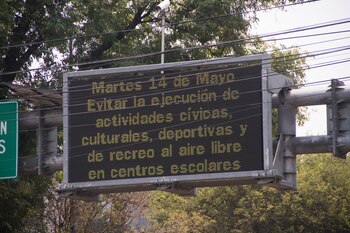 Martes 14 de Mayo
Evitar la ejecución de
actividades cívicas,
culturales, deportivas y
de recreo al aire libre
en centros escolares